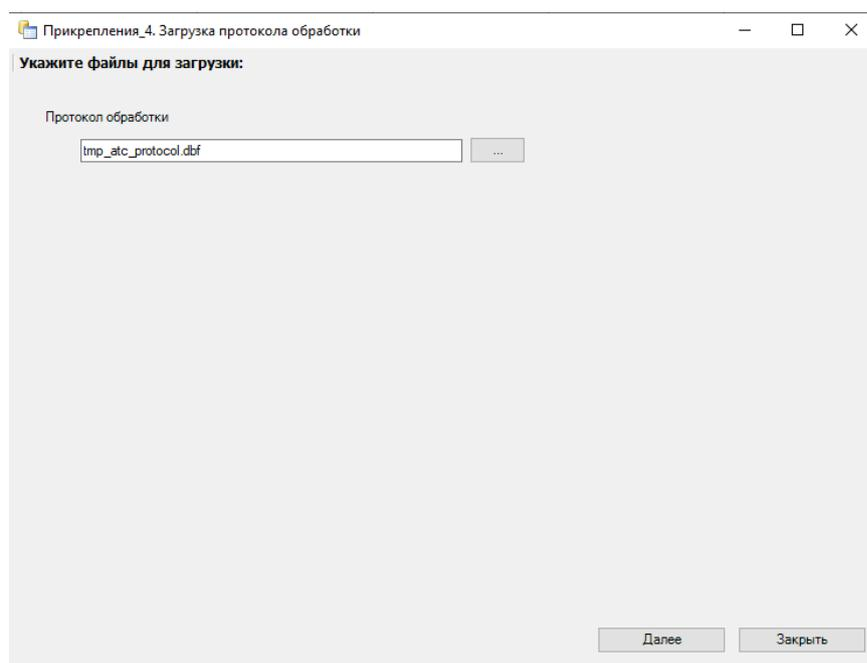 Прикрепления_4. Загрузка протокола обработки
Укажите файлы для загрузки:
Протокол обработки
tmp_atc_protocol.dbf
...
Далее
Закрыть